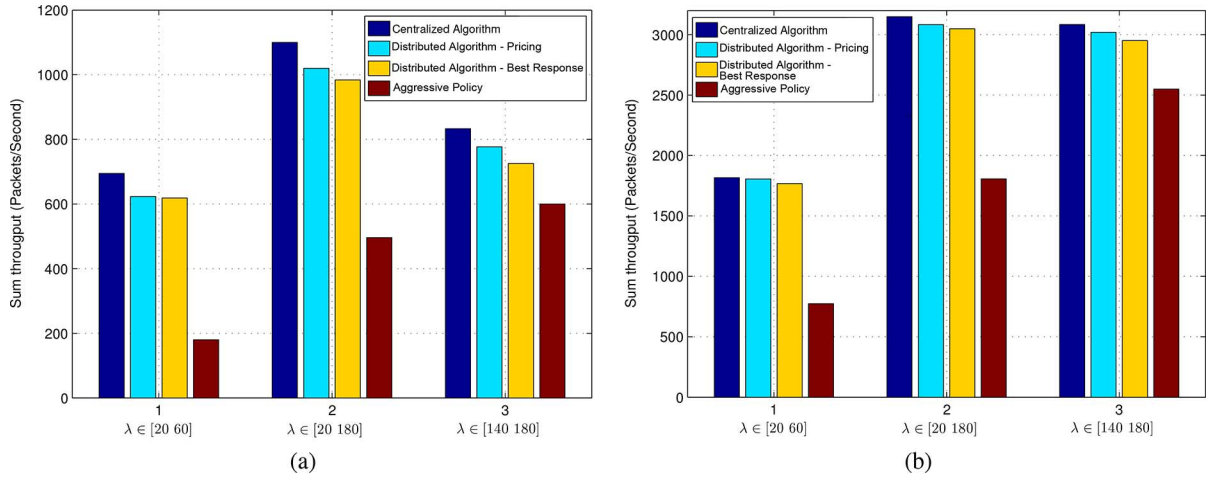 1200
1000
800
600
400
200
0
Sum througput (Packets/Second)
Centralized Algorithm
Distributed Algorithm - Pricing
Distributed Algorithm - Best Response
Aggressive Policy
1
2
3
λ ∈ [20 60]
λ ∈ [20 180]
λ ∈ [140 180]
(a)
3000
2500
2000
1500
1000
500
0
Sum througput (Packets/Second)
Centralized Algorithm
Distributed Algorithm - Pricing
Distributed Algorithm -
Best Response
Aggressive Policy
1
2
3
λ ∈ [20 60]
λ ∈ [20 180]
λ ∈ [140 180]
(b)